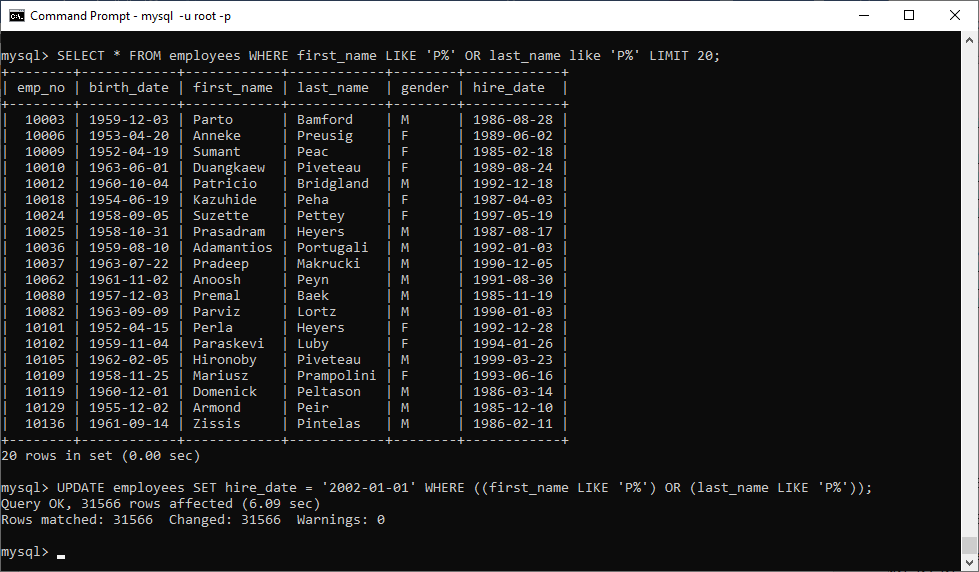 Command Prompt - mysql -u root -p
mysql> SELECT * FROM employees WHERE first_name LIKE 'P%' OR last_name like 'P%' LIMIT 20;
+--------+------------+------------+------------+--------+------------+
| emp_no | birth_date | first_name | last_name  | gender | hire_date  |
+--------+------------+------------+------------+--------+------------+
|  10003 | 1959-12-03 | Parto      | Bamford    | M      | 1986-08-28 |
|  10006 | 1953-04-20 | Anneke     | Preusig    | F      | 1989-06-02 |
|  10009 | 1952-04-19 | Sumant     | Peac       | F      | 1985-02-18 |
|  10010 | 1963-06-01 | Duangkaew  | Piveteau   | F      | 1989-08-24 |
|  10012 | 1960-10-04 | Patricio   | Bridgland  | M      | 1992-12-18 |
|  10018 | 1954-06-19 | Kazuhide   | Peha       | F      | 1987-04-03 |
|  10024 | 1958-09-05 | Suzette    | Pettey     | F      | 1997-05-19 |
|  10025 | 1958-10-31 | Prasadram  | Heyers     | M      | 1987-08-17 |
|  10036 | 1959-08-10 | Adamantios | Portugali  | M      | 1992-01-03 |
|  10037 | 1963-07-22 | Pradeep    | Makrucki   | M      | 1990-12-05 |
|  10062 | 1961-11-02 | Anoosh     | Peyn       | M      | 1991-08-30 |
|  10080 | 1957-12-03 | Premal     | Baek       | M      | 1985-11-19 |
|  10082 | 1963-09-09 | Parviz     | Lortz      | M      | 1990-01-03 |
|  10101 | 1952-04-15 | Perla      | Heyers     | F      | 1992-12-28 |
|  10102 | 1959-11-04 | Paraskevi  | Luby       | F      | 1994-01-26 |
|  10105 | 1962-02-05 | Hironoby   | Piveteau   | M      | 1999-03-23 |
|  10109 | 1958-11-25 | Mariusz    | Prampolini | F      | 1993-06-16 |
|  10119 | 1960-12-01 | Domenick   | Peltason   | M      | 1986-03-14 |
|  10129 | 1955-12-02 | Armond     | Peir       | M      | 1985-12-10 |
|  10136 | 1961-09-14 | Zissis     | Pintelas   | M      | 1986-02-11 |
+--------+------------+------------+------------+--------+------------+
20 rows in set (0.00 sec)
mysql> UPDATE employees SET hire_date = '2002-01-01' WHERE ((first_name LIKE 'P%') OR (last_name LIKE 'P%'));
Query OK, 31566 rows affected (6.09 sec)
Rows matched: 31566  Changed: 31566  Warnings: 0
mysql> _